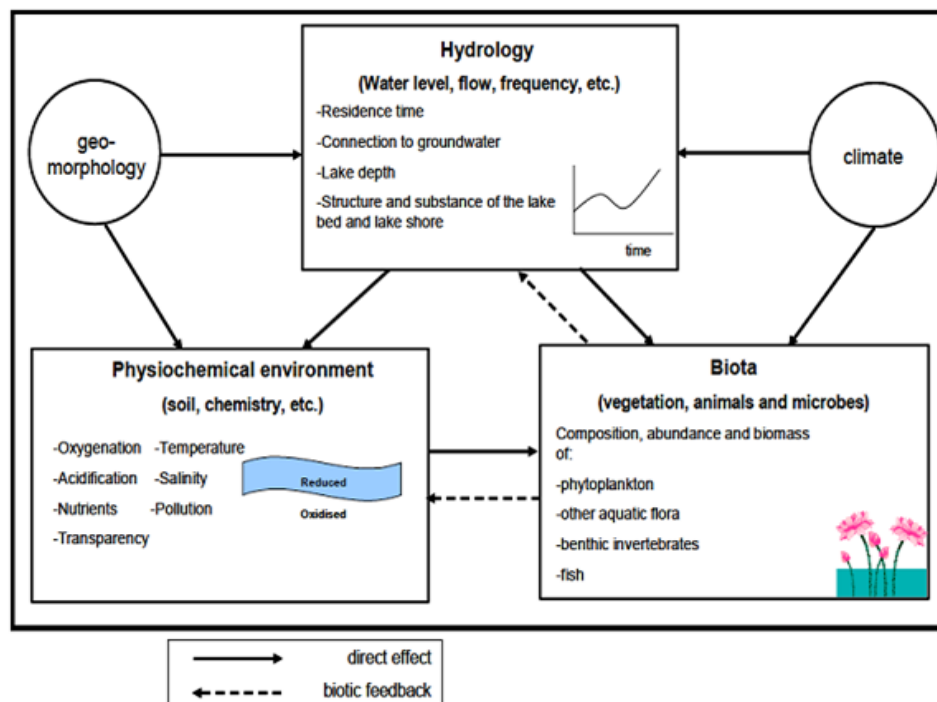 Hydrology
(Water level, flow, frequency, etc.)
-Residence time
-Connection to groundwater
-Lake depth
-Structure and substance of the lake
bed and lake shore
time
geo-
morphology
climate
Physiochemical environment
(soil, chemistry, etc.)
-Oxygenation -Temperature
-Acidification -Salinity
-Nutrients -Pollution
-Transparency
Reduced
Oxidised
Biota
(vegetation, animals and microbes)
Composition, abundance and biomass
of:
-phytoplankton
-other aquatic flora
-benthic invertebrates
-fish
direct effect
biotic feedback